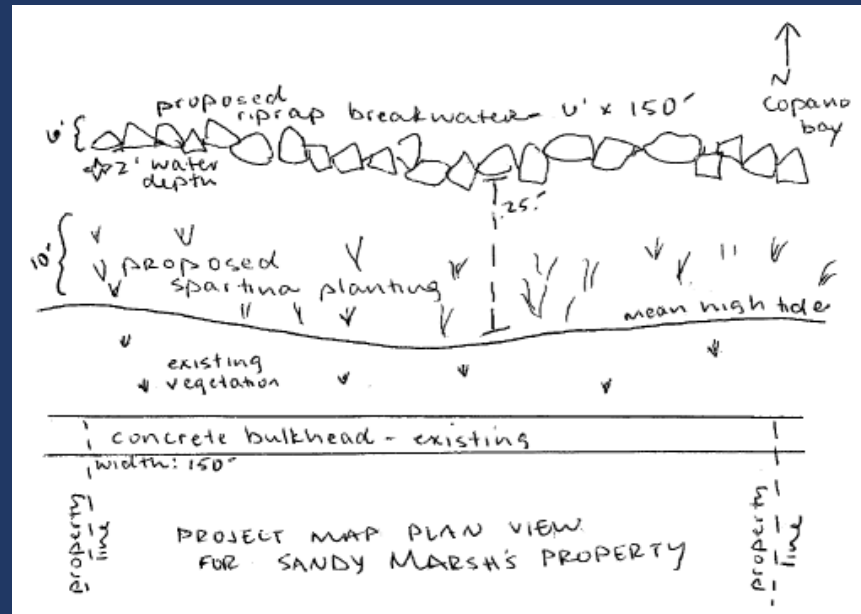 N
Copano
bay
proposed
riprap breakwater - 6' x 150'
6'
2' water
depth
25'
10'
proposed
spartina planting
mean high tide
existing
vegetation
concrete bulkhead - existing
width: 150'
property
line
PROJECT MAP PLAN VIEW
FOR SANDY MARSH'S PROPERTY
property
line